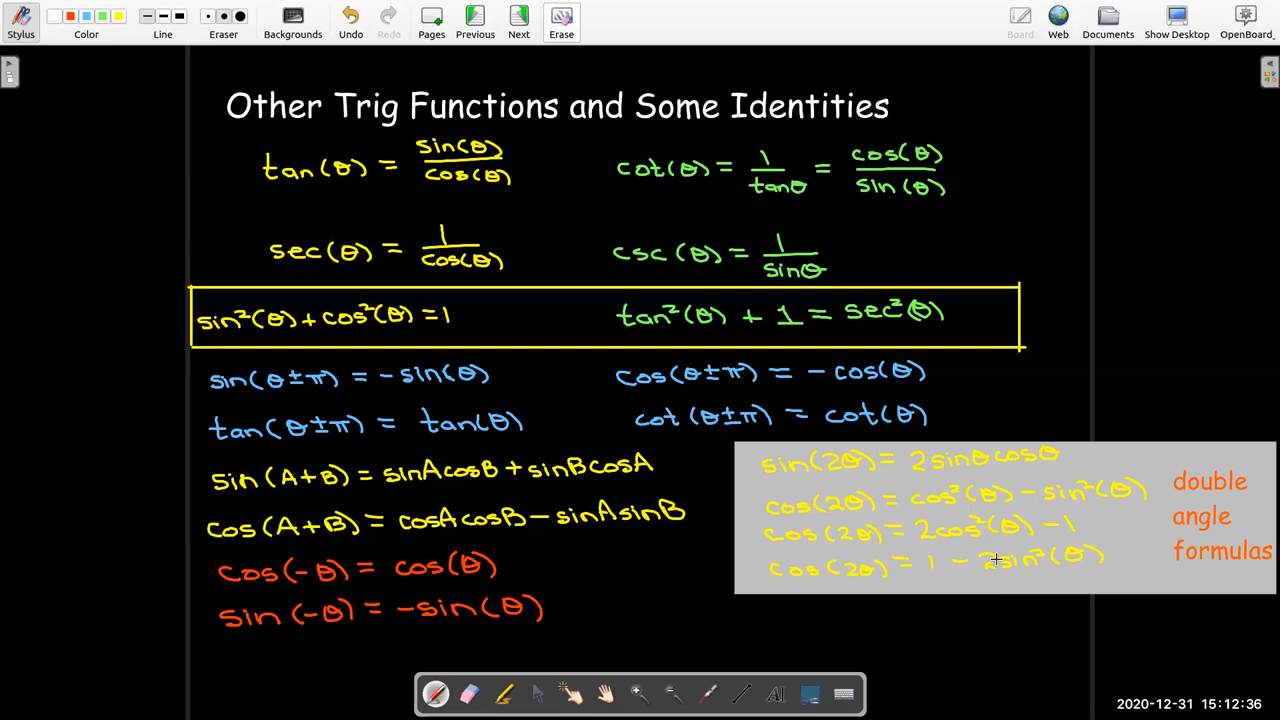 Stylus Color Line Eraser Backgrounds Undo Redo Pages Previous Next Erase Board Web Documents Show Desktop OpenBoard
Other Trig Functions and Some Identities
tan(θ) = sin(θ)/cos(θ)
cot(θ) = 1/tanθ = cos(θ)/sin(θ)
sec(θ) = 1/cos(θ)
csc(θ) = 1/sinθ
sin²(θ) + cos²(θ) = 1
tan²(θ) + 1 = sec²(θ)
sin(θ±π) = -sin(θ)
cos(θ±π) = -cos(θ)
tan(θ±π) = tan(θ)
cot(θ±π) = cot(θ)
sin(A+B) = sinAcosB + sinBcosA
cos(A+B) = cosAcosB - sinAsinB
cos(-θ) = cos(θ)
sin(-θ) = -sin(θ)
sin(2θ) = 2sinθcosθ
cos(2θ) = cos²(θ) - sin²(θ)
cos(2θ) = 2cos²(θ) - 1
cos(2θ) = 1 - 2sin²(θ)
double
angle
formulas
2020-12-31 15:12:36